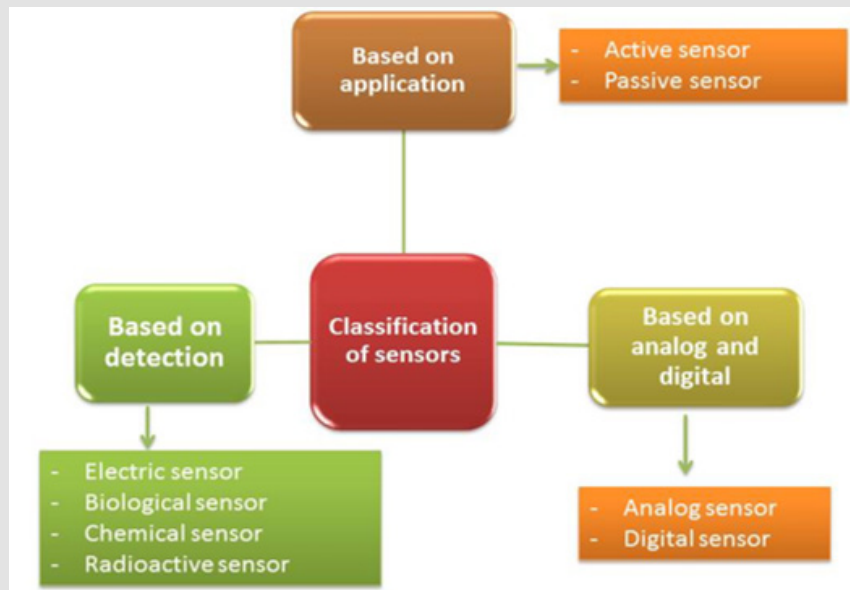 Based on
application
- Active sensor
- Passive sensor
Classification
of sensors
Based on
detection
- Electric sensor
- Biological sensor
- Chemical sensor
- Radioactive sensor
Based on
analog and
digital
- Analog sensor
- Digital sensor